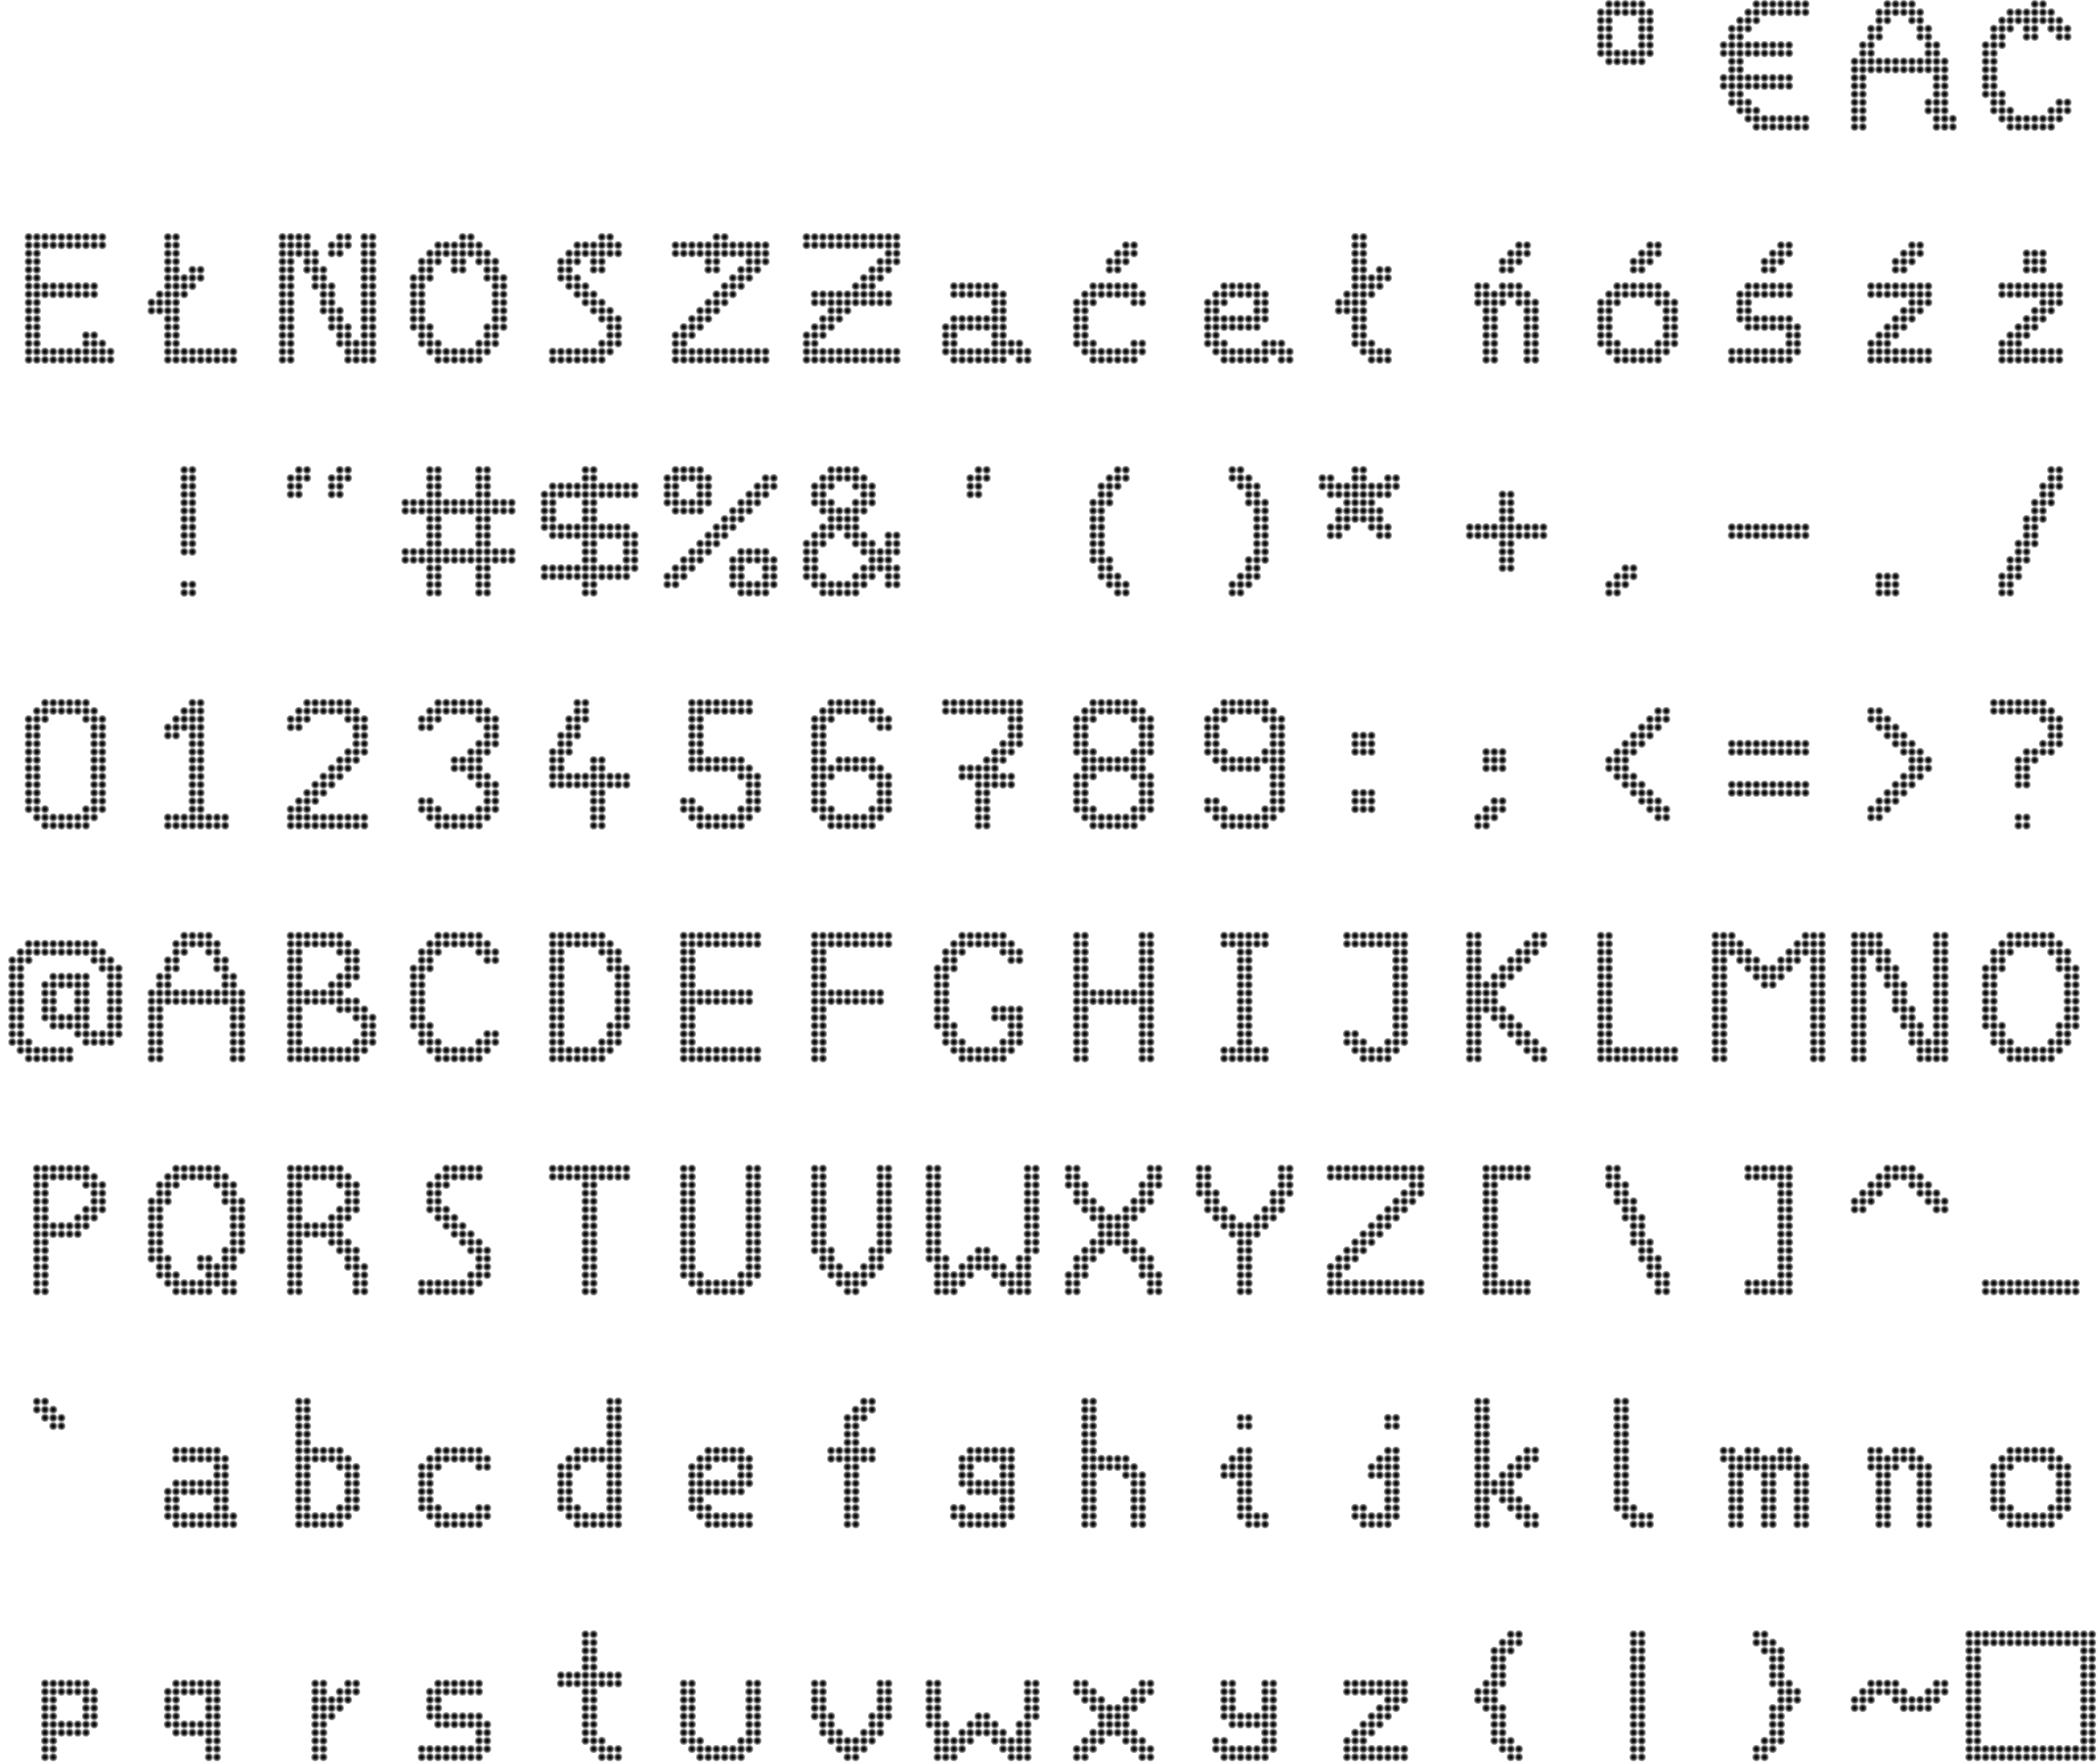 ° € Ą Ć
Ę Ł Ń Ó Ś Ź Ż ą ć ę ł ń ó ś ź ż
! " # $ % & ' ( ) * + , - . /
0 1 2 3 4 5 6 7 8 9 : ; < = > ?
@ A B C D E F G H I J K L M N O
P Q R S T U V W X Y Z [ \ ] ^ _
` a b c d e f g h i j k l m n o
p q r s t u v w x y z { | } ~ □